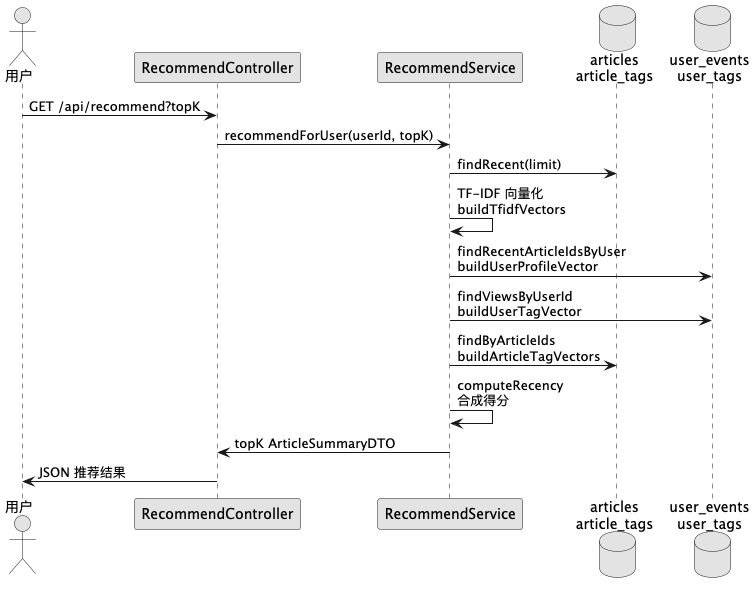 articles
article_tags
user_events
user_tags
用户
RecommendController
RecommendService
GET /api/recommend?topK
recommendForUser(userId, topK)
findRecent(limit)
TF-IDF 向量化
buildTfidfVectors
findRecentArticleIdsByUser
buildUserProfileVector
findViewsByUserId
buildUserTagVector
findByArticleIds
buildArticleTagVectors
computeRecency
合成得分
topK ArticleSummaryDTO
JSON 推荐结果
用户
RecommendController
RecommendService
articles
article_tags
user_events
user_tags